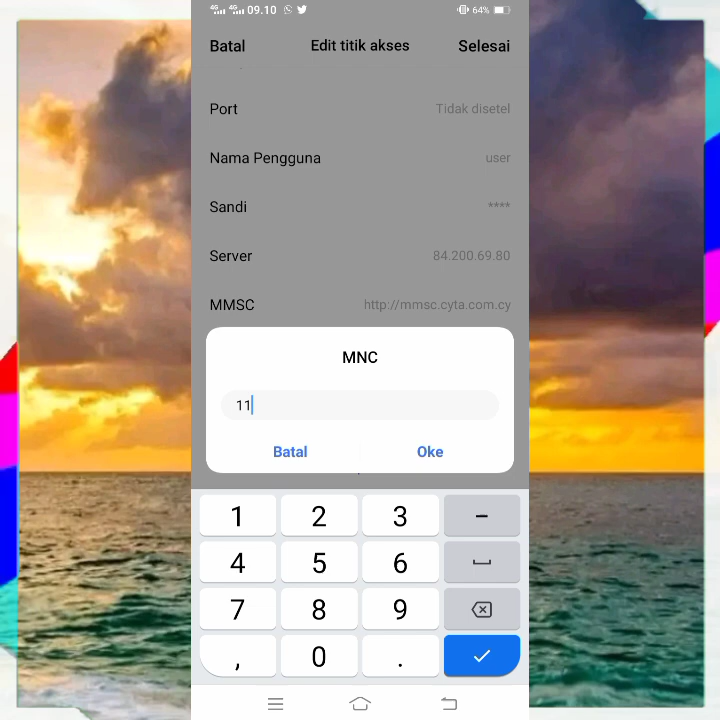 4G 4G 09.10 64%
Batal Edit titik akses Selesai
Port Tidak disetel
Nama Pengguna user
Sandi ****
Server 84.200.69.80
MMSC http://mmsc.cyta.com.cy
MNC
11
Batal Oke
1 2 3 –
4 5 6
7 8 9
, 0 .